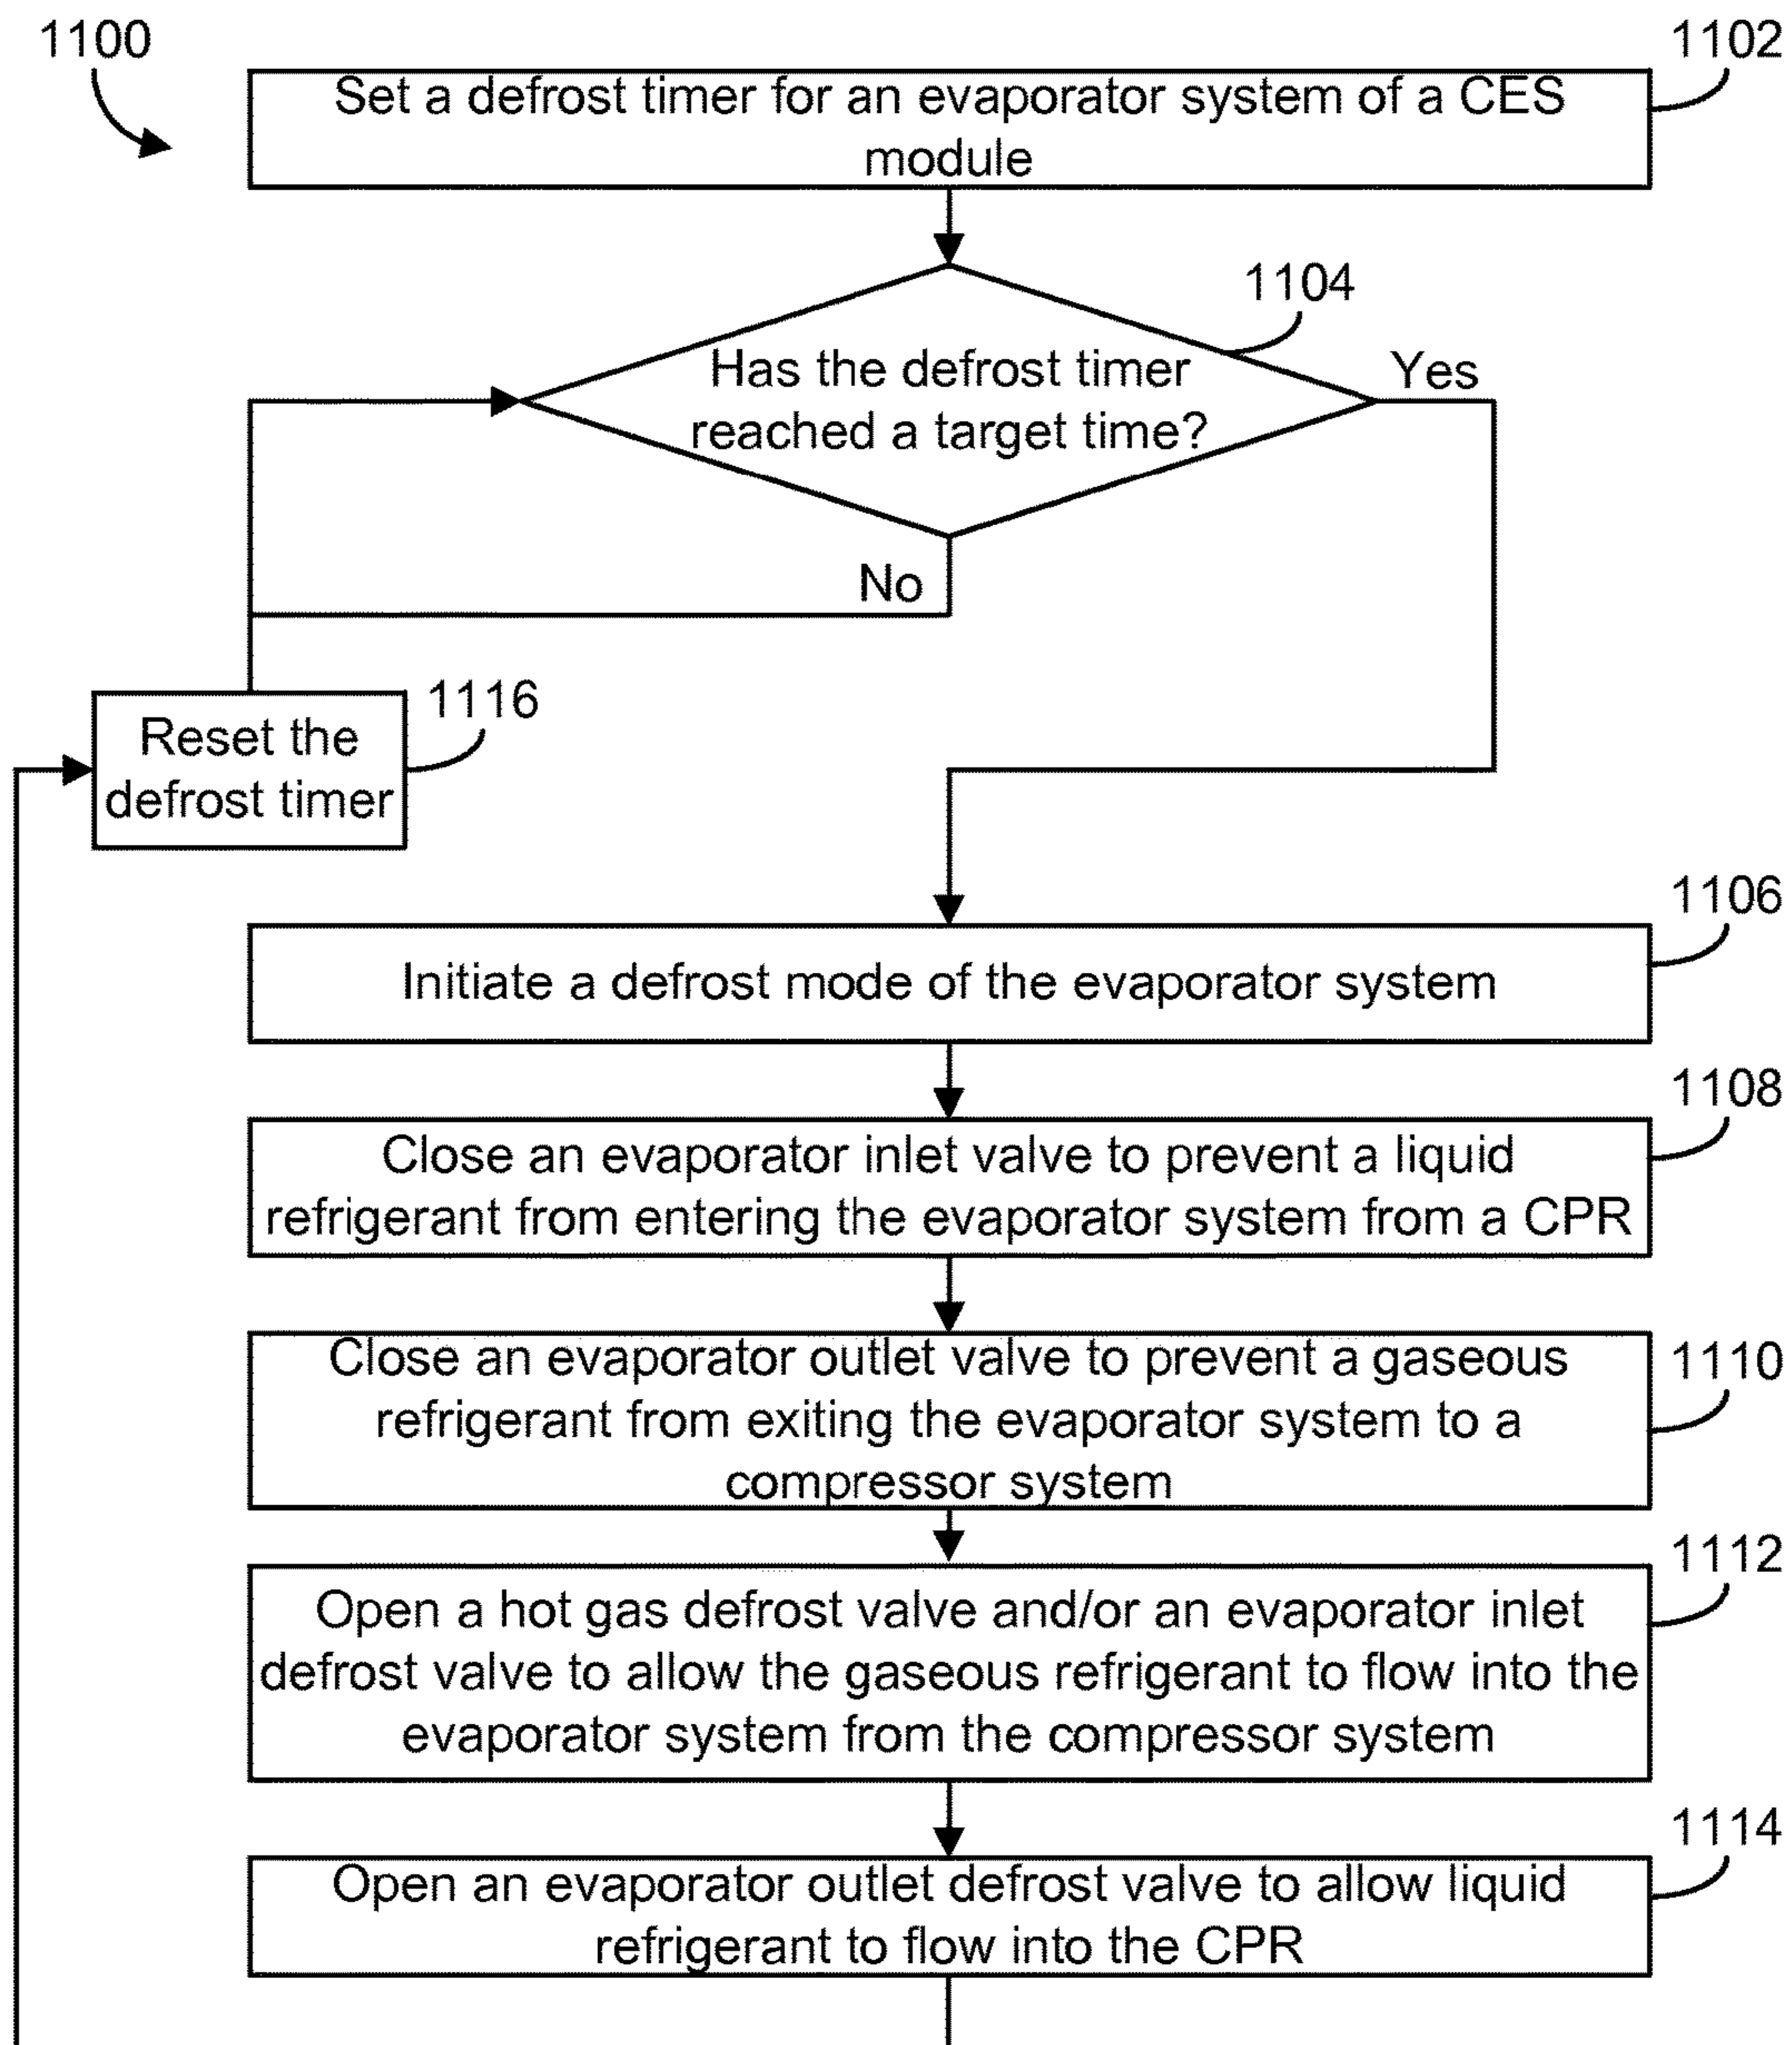 1100
1102
Set a defrost timer for an evaporator system of a CES
module
1104
Has the defrost timer
reached a target time?
Yes
No
1116
Reset the
defrost timer
1106
Initiate a defrost mode of the evaporator system
1108
Close an evaporator inlet valve to prevent a liquid
refrigerant from entering the evaporator system from a CPR
1110
Close an evaporator outlet valve to prevent a gaseous
refrigerant from exiting the evaporator system to a
compressor system
1112
Open a hot gas defrost valve and/or an evaporator inlet
defrost valve to allow the gaseous refrigerant to flow into the
evaporator system from the compressor system
1114
Open an evaporator outlet defrost valve to allow liquid
refrigerant to flow into the CPR